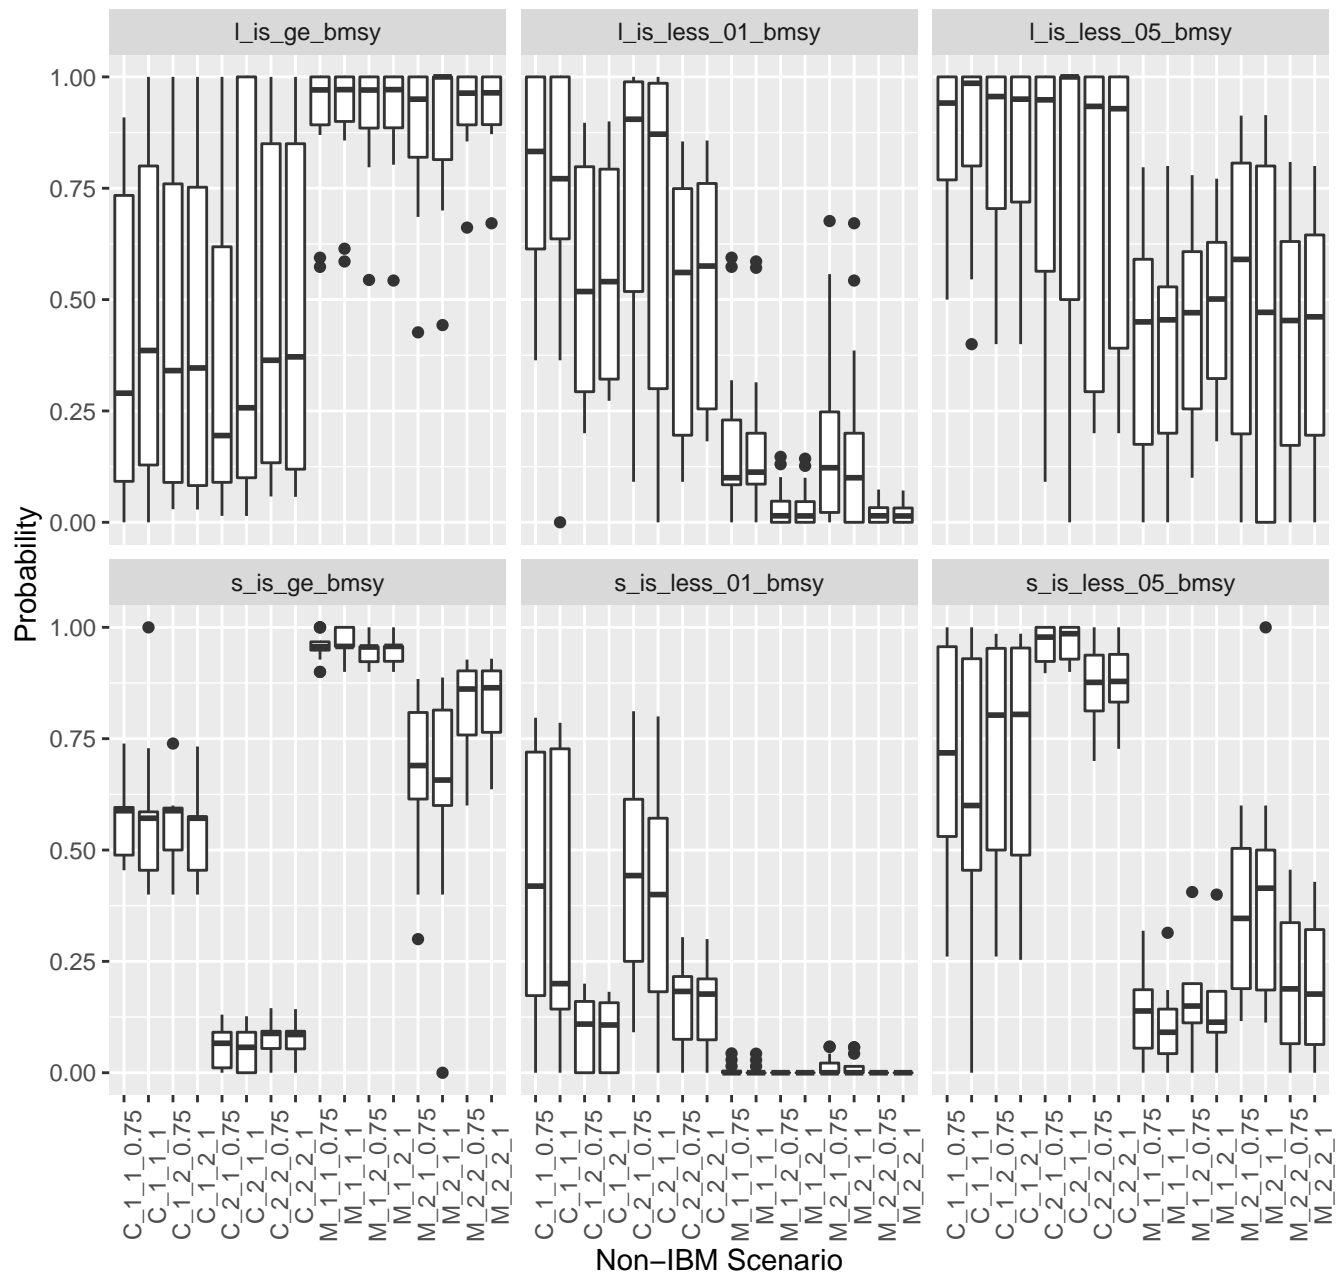 l_is_ge_bmsy
l_is_less_01_bmsy
l_is_less_05_bmsy
1.00
0.75
0.50
0.25
0.00
s_is_ge_bmsy
s_is_less_01_bmsy
s_is_less_05_bmsy
1.00
0.75
0.50
0.25
0.00
Probability
C_1_1_0.75
C_1_1_1
C_1_2_0.75
C_1_2_1
C_2_1_0.75
C_2_1_1
C_2_2_0.75
C_2_2_1
M_1_1_0.75
M_1_1_1
M_1_2_0.75
M_1_2_1
M_2_1_0.75
M_2_1_1
M_2_2_0.75
M_2_2_1
C_1_1_0.75
C_1_1_1
C_1_2_0.75
C_1_2_1
C_2_1_0.75
C_2_1_1
C_2_2_0.75
C_2_2_1
M_1_1_0.75
M_1_1_1
M_1_2_0.75
M_1_2_1
M_2_1_0.75
M_2_1_1
M_2_2_0.75
M_2_2_1
C_1_1_0.75
C_1_1_1
C_1_2_0.75
C_1_2_1
C_2_1_0.75
C_2_1_1
C_2_2_0.75
C_2_2_1
M_1_1_0.75
M_1_1_1
M_1_2_0.75
M_1_2_1
M_2_1_0.75
M_2_1_1
M_2_2_0.75
M_2_2_1
Non−IBM Scenario